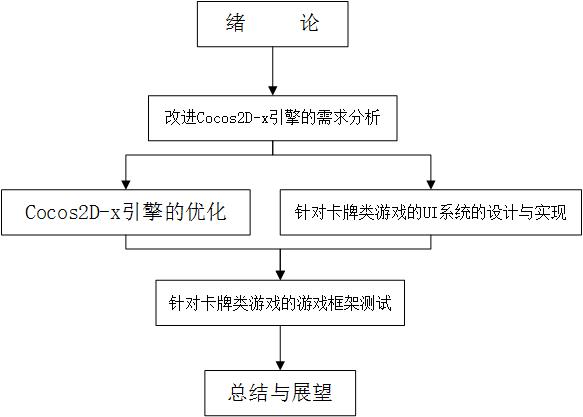 绪 论
改进Cocos2D-x引擎的需求分析
Cocos2D-x引擎的优化
针对卡牌类游戏的UI系统的设计与实现
针对卡牌类游戏的游戏框架测试
总结与展望